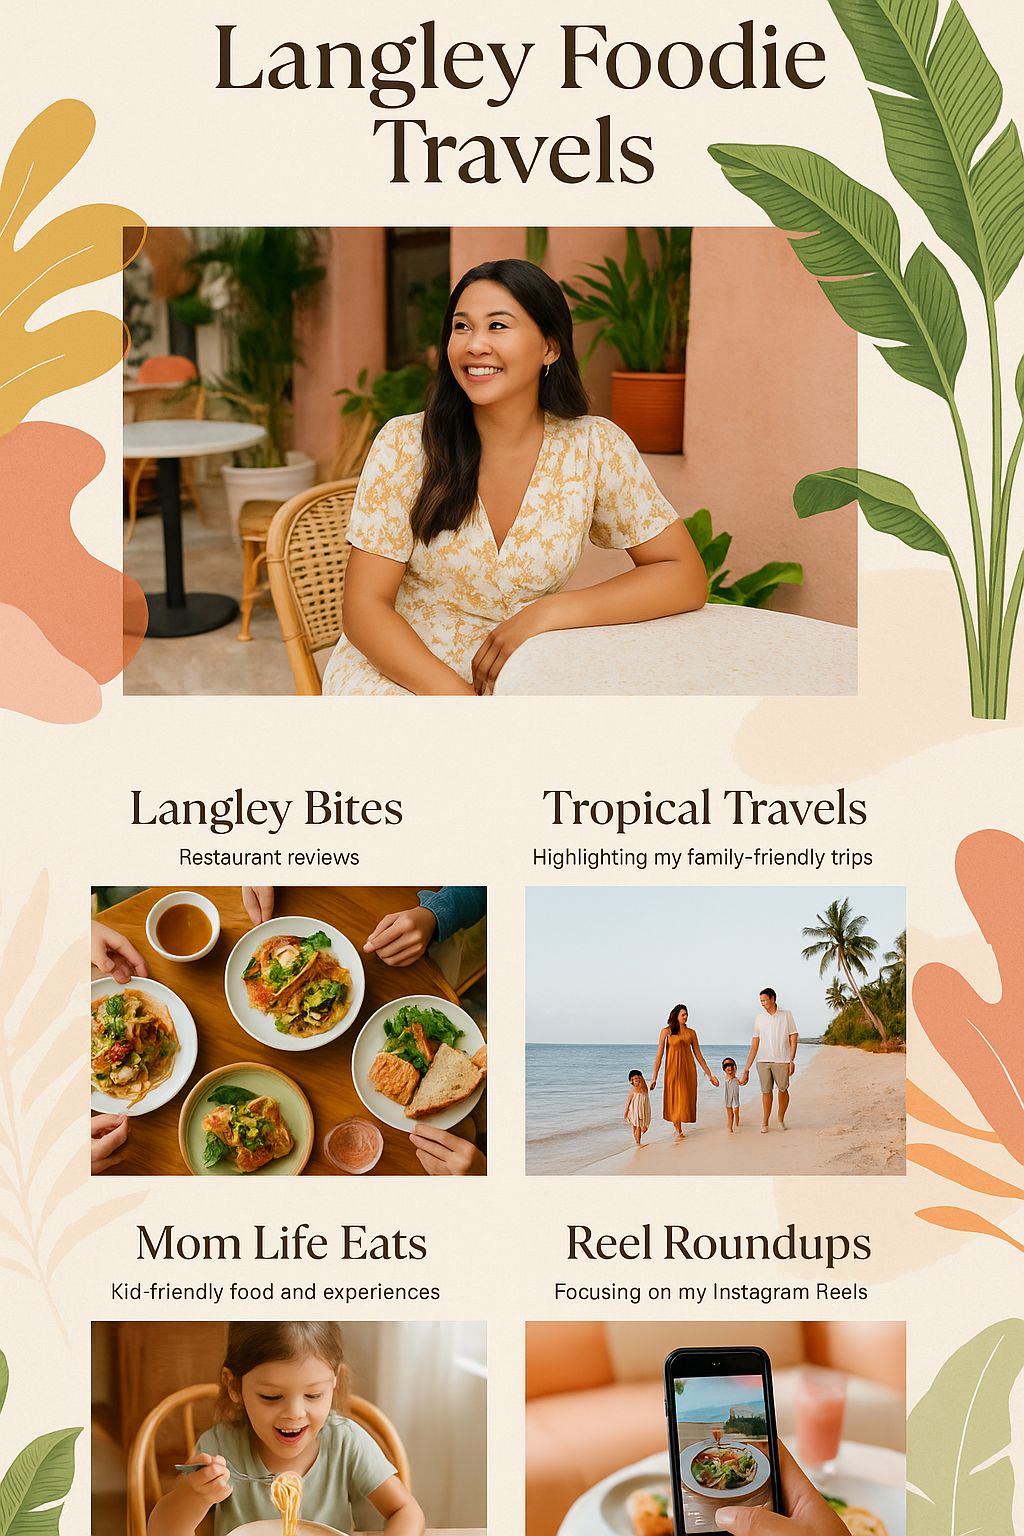 Langley Foodie
Travels
Langley Bites
Restaurant reviews
Tropical Travels
Highlighting my family-friendly trips
Mom Life Eats
Kid-friendly food and experiences
Reel Roundups
Focusing on my Instagram Reels